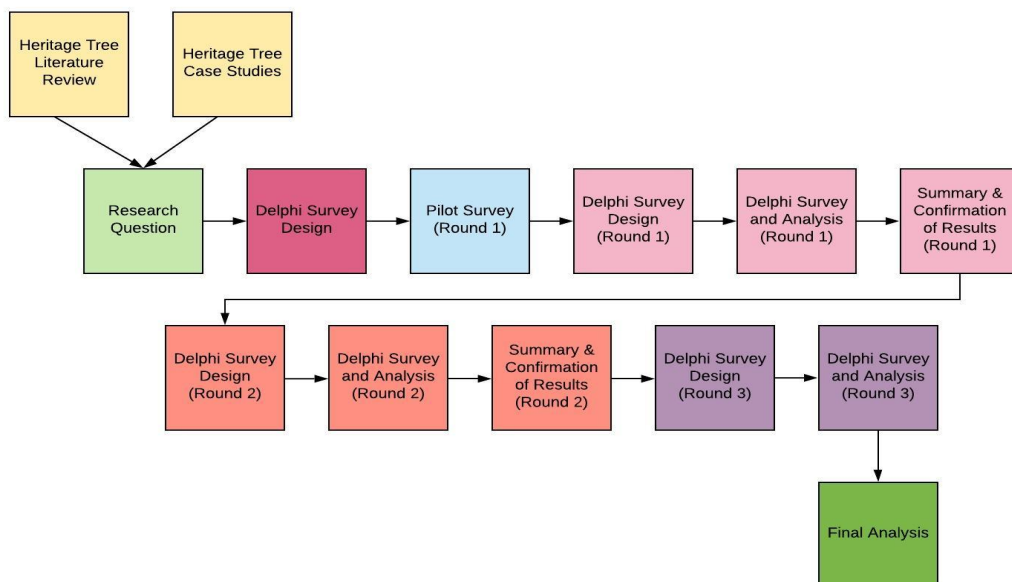 Heritage Tree
Literature
Review
Heritage Tree
Case Studies
Research
Question
Delphi Survey
Design
Pilot Survey
(Round 1)
Delphi Survey
Design
(Round 1)
Delphi Survey
and Analysis
(Round 1)
Summary &
Confirmation
of Results
(Round 1)
Delphi Survey
Design
(Round 2)
Delphi Survey
and Analysis
(Round 2)
Summary &
Confirmation
of Results
(Round 2)
Delphi Survey
Design
(Round 3)
Delphi Survey
and Analysis
(Round 3)
Final Analysis